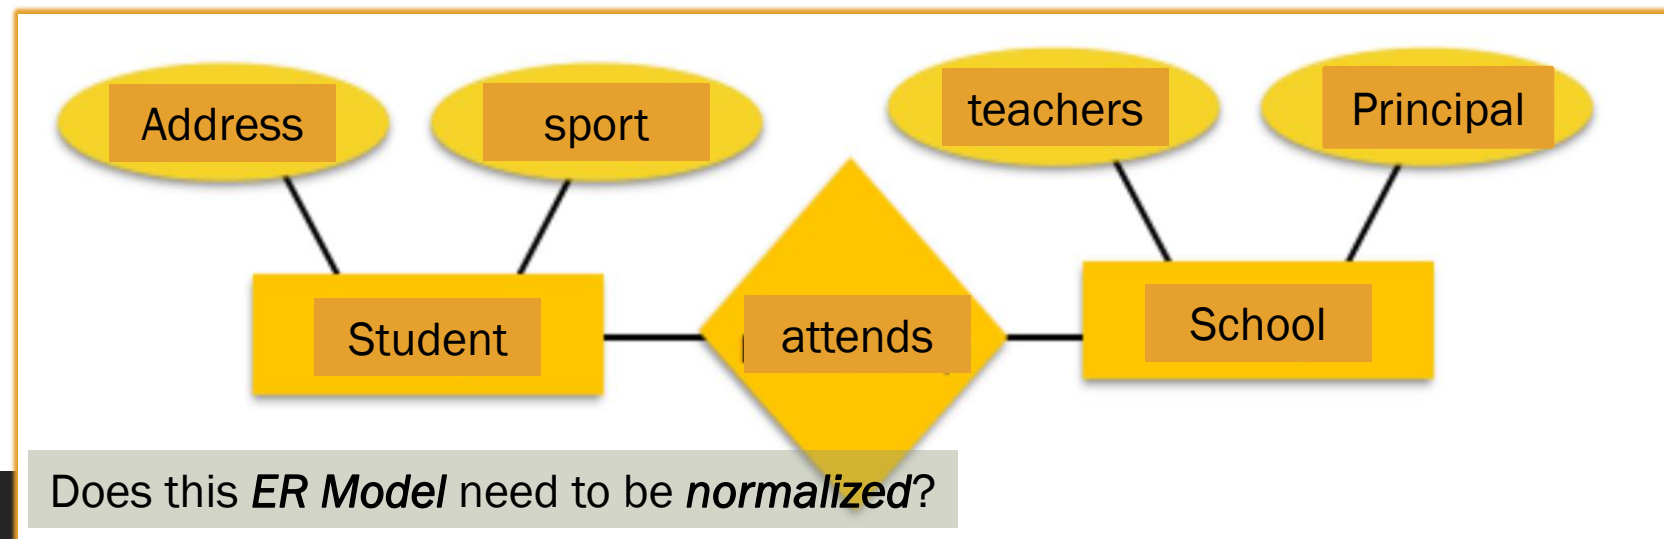 Address
sport
teachers
Principal
Student
attends
School
Does this ER Model need to be normalized?